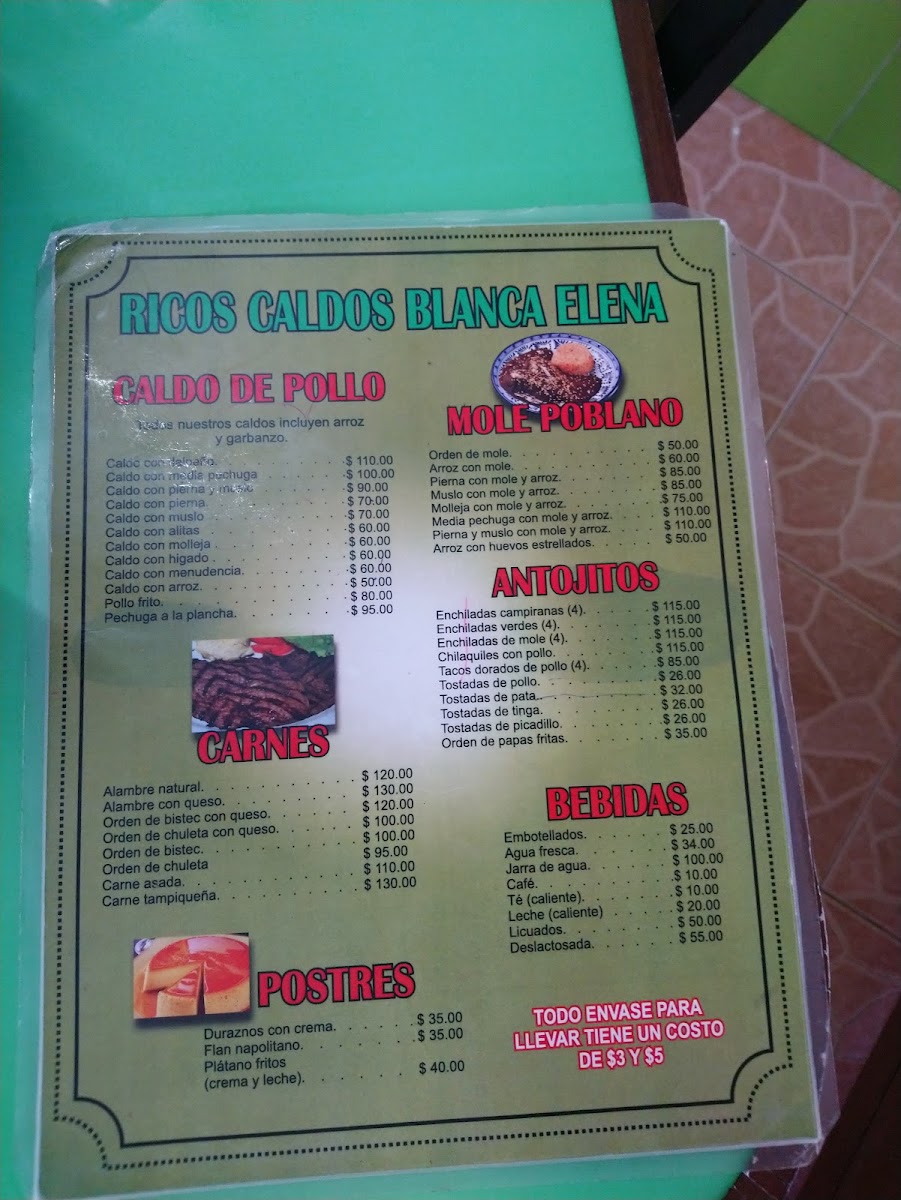 RICOS CALDOS BLANCA ELENA
CALDO DE POLLO
Todos nuestros caldos incluyen arroz
y garbanzo.
Caldo con $ 110.00
Caldo con media pechuga $ 100.00
Caldo con pierna y muslo $ 90.00
Caldo con pierna. $ 70.00
Caldo con muslo $ 70.00
Caldo con alitas $ 60.00
Caldo con molleja $ 60.00
Caldo con higado $ 60.00
Caldo con menudencia. $ 60.00
Caldo con arroz. $ 50.00
Pollo frito. $ 80.00
Pechuga a la plancha. $ 95.00
CARNES
Alambre natural. $ 120.00
Alambre con queso. $ 130.00
Orden de bistec con queso. $ 120.00
Orden de chuleta con queso. $ 100.00
Orden de bistec. $ 100.00
Orden de chuleta $ 95.00
Carne asada. $ 110.00
Carne tampiqueña. $ 130.00
POSTRES
Duraznos con crema. $ 35.00
Flan napolitano. $ 35.00
Plátano fritos
(crema y leche). $ 40.00
MOLE POBLANO
Orden de mole. $ 50.00
Arroz con mole. $ 60.00
Pierna con mole y arroz. $ 85.00
Muslo con mole y arroz. $ 85.00
Molleja con mole y arroz. $ 75.00
Media pechuga con mole y arroz. $ 110.00
Pierna y muslo con mole y arroz. $ 110.00
Arroz con huevos estrellados. $ 50.00
ANTOJITOS
Enchiladas campiranas (4). $ 115.00
Enchiladas verdes (4). $ 115.00
Enchiladas de mole (4). $ 115.00
Chilaquiles con pollo. $ 115.00
Tacos dorados de pollo (4). $ 85.00
Tostadas de pollo. $ 26.00
Tostadas de pata. $ 32.00
Tostadas de tinga. $ 26.00
Tostadas de picadillo. $ 26.00
Orden de papas fritas. $ 35.00
BEBIDAS
Embotellados. $ 25.00
Agua fresca. $ 34.00
Jarra de agua. $ 100.00
Café. $ 10.00
Té (caliente). $ 10.00
Leche (caliente) $ 20.00
Licuados. $ 50.00
Deslactosada. $ 55.00
TODO ENVASE PARA
LLEVAR TIENE UN COSTO
DE $3 Y $5